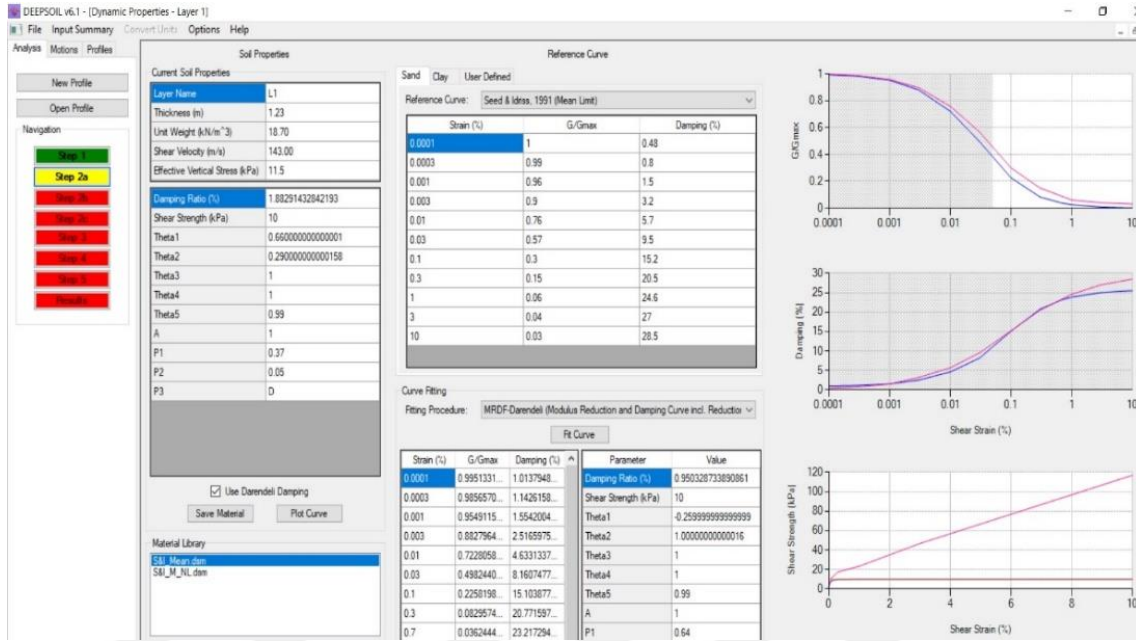 DEEPSOIL v6.1 - [Dynamic Properties - Layer 1]
File Input Summary Convert Units Options Help
Analysis Motions Profiles
New Profile
Open Profile
Navigation
Step 1
Step 2a
Step 2b
Step 2c
Step 3
Step 4
Step 5
Results
Soil Properties
Current Soil Properties
Layer Name L1
Thickness (m) 1.23
Unit Weight (kN/m^3) 18.70
Shear Velocity (m/s) 143.00
Effective Vertical Stress (kPa) 11.5
Damping Ratio (%) 1.88291432842193
Shear Strength (kPa) 10
Theta1 0.660000000000001
Theta2 0.290000000000158
Theta3 1
Theta4 1
Theta5 0.99
A 1
P1 0.37
P2 0.05
P3 D
Use Darendeli Damping
Save Material Plot Curve
Material Library
S&I_Mean.dsm
S&I_M_NL.dsm
Reference Curve
Sand Clay User Defined
Reference Curve: Seed & Idriss, 1991 (Mean Limit)
Strain (%) G/Gmax Damping (%)
0.0001 1 0.48
0.0003 0.99 0.8
0.001 0.96 1.5
0.003 0.9 3.2
0.01 0.76 5.7
0.03 0.57 9.5
0.1 0.3 15.2
0.3 0.15 20.5
1 0.06 24.6
3 0.04 27
10 0.03 28.5
Curve Fitting
Fitting Procedure: MRDF-Darendeli (Modulus Reduction and Damping Curve incl. Reductio
Fit Curve
Strain (%) G/Gmax Damping (%)
0.0001 0.9951331... 1.0137948...
0.0003 0.9856570... 1.1426158...
0.001 0.9549115... 1.5542004...
0.003 0.8827964... 2.5165975...
0.01 0.7228058... 4.6331337...
0.03 0.4982440... 8.1607477...
0.1 0.2258198... 15.103877...
0.3 0.0829574... 20.771597...
0.7 0.0362444... 23.217294...
Parameter Value
Damping Ratio (%) 0.950328733890861
Shear Strength (kPa) 10
Theta1 -0.259999999999999
Theta2 1.00000000000016
Theta3 1
Theta4 1
Theta5 0.99
A 1
P1 0.64
G/Gmax
1
0.8
0.6
0.4
0.2
0
0.0001 0.001 0.01 0.1 1 10
Damping (%)
30
25
20
15
10
5
0
0.0001 0.001 0.01 0.1 1 10
Shear Strain (%)
Shear Strength (kPa)
120
100
80
60
40
20
0
0 2 4 6 8 10
Shear Strain (%)